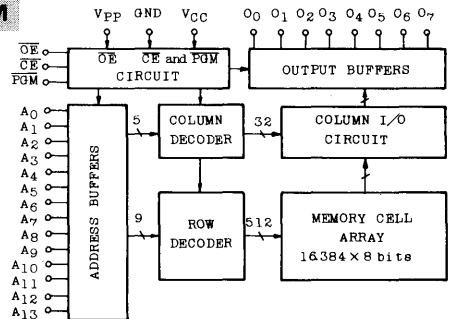 M
VPP GND VCC
O0 O1 O2 O3 O4 O5 O6 O7
OE
CE
PGM
OE CE and PGM
CIRCUIT
OUTPUT BUFFERS
A0
A1
A2
A3
A4
A5
A6
A7
A8
A9
A10
A11
A12
A13
ADDRESS BUFFERS
5
COLUMN
DECODER
32
COLUMN I/O
CIRCUIT
9
ROW
DECODER
512
MEMORY CELL
ARRAY
16384 × 8 bits